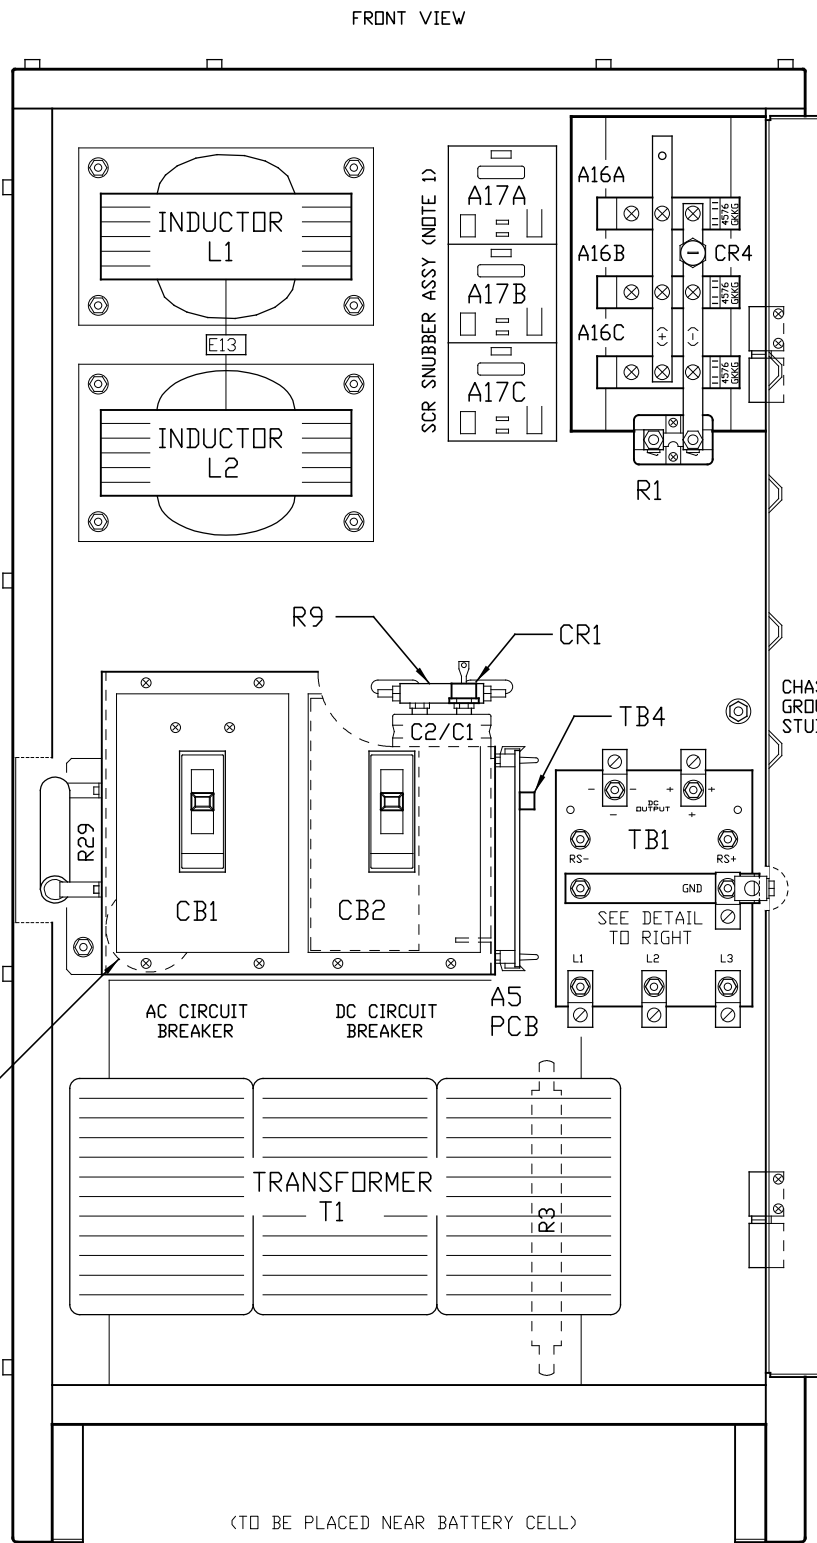 FRONT VIEW
INDUCTOR
L1
E13
INDUCTOR
L2
SCR SNUBBER ASSY (NOTE 1)
A17A
A17B
A17C
A16A
4576
GKKG
CR4
A16B
4576
GKKG
A16C
(+)
(-)
4576
GKKG
R1
R9
CR1
C2/C1
TB4
R29
CB1
CB2
AC CIRCUIT
BREAKER
DC CIRCUIT
BREAKER
A5
PCB
- -
-
+ +
+
DC
OUTPUT
TB1
RS-
RS+
GND
SEE DETAIL
TO RIGHT
L1
L2
L3
TRANSFORMER
T1
R3
(TO BE PLACED NEAR BATTERY CELL)